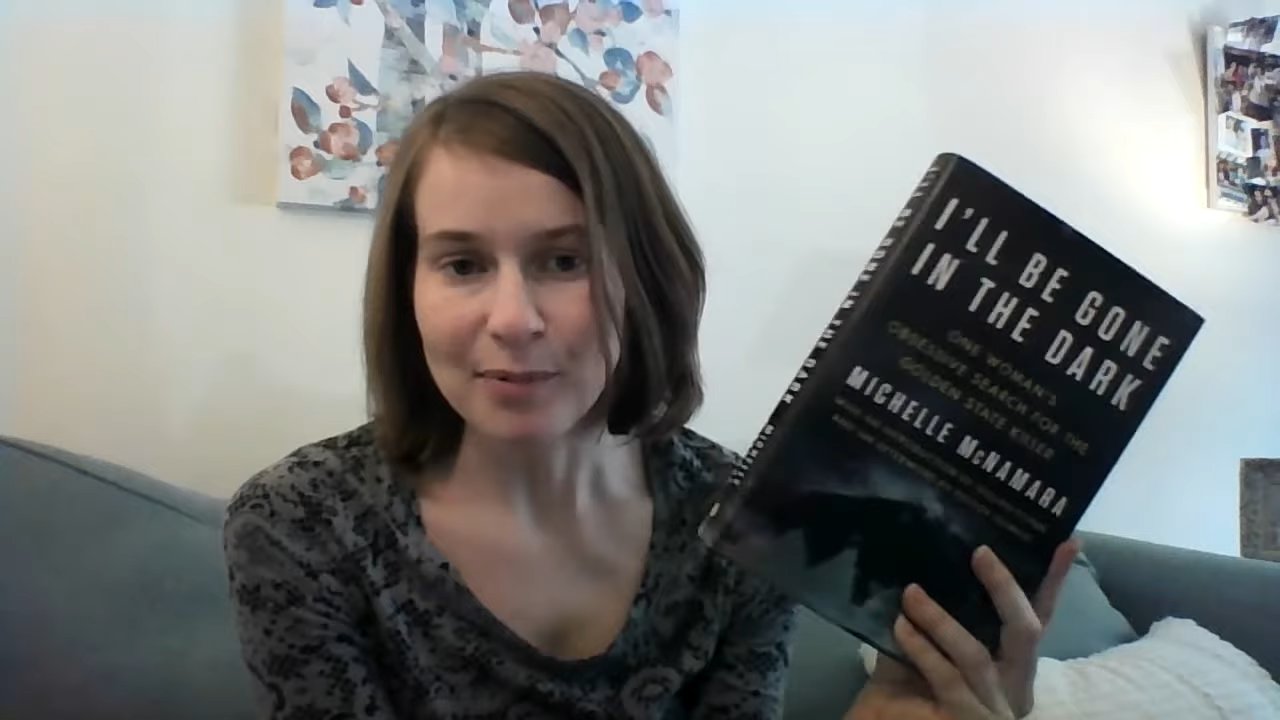 I'LL BE GONE
IN THE DARK
ONE WOMAN'S
OBSESSIVE SEARCH FOR THE
GOLDEN STATE KILLER
MICHELLE McNAMARA